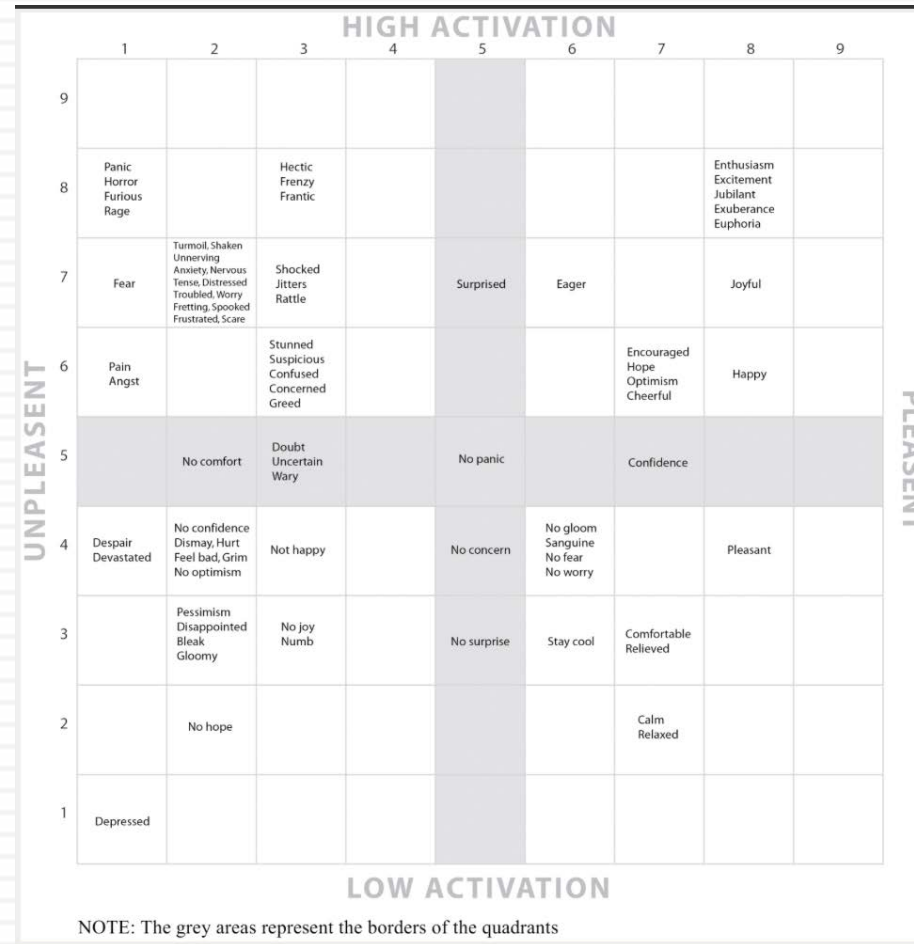 HIGH ACTIVATION
1 2 3 4 5 6 7 8 9
9
8
Panic
Horror
Furious
Rage
Hectic
Frenzy
Frantic
Enthusiasm
Excitement
Jubilant
Exuberance
Euphoria
7
Fear
Turmoil, Shaken
Unnerving
Anxiety, Nervous
Tense, Distressed
Troubled, Worry
Fretting, Spooked
Frustrated, Scare
Shocked
Jitters
Rattle
Surprised
Eager
Joyful
6
Pain
Angst
Stunned
Suspicious
Confused
Concerned
Greed
Encouraged
Hope
Optimism
Cheerful
Happy
UNPLEASENT
PLEASENT
5
No comfort
Doubt
Uncertain
Wary
No panic
Confidence
4
Despair
Devastated
No confidence
Dismay, Hurt
Feel bad, Grim
No optimism
Not happy
No concern
No gloom
Sanguine
No fear
No worry
Pleasant
3
Pessimism
Disappointed
Bleak
Gloomy
No joy
Numb
No surprise
Stay cool
Comfortable
Relieved
2
No hope
Calm
Relaxed
1
Depressed
LOW ACTIVATION
NOTE: The grey areas represent the borders of the quadrants